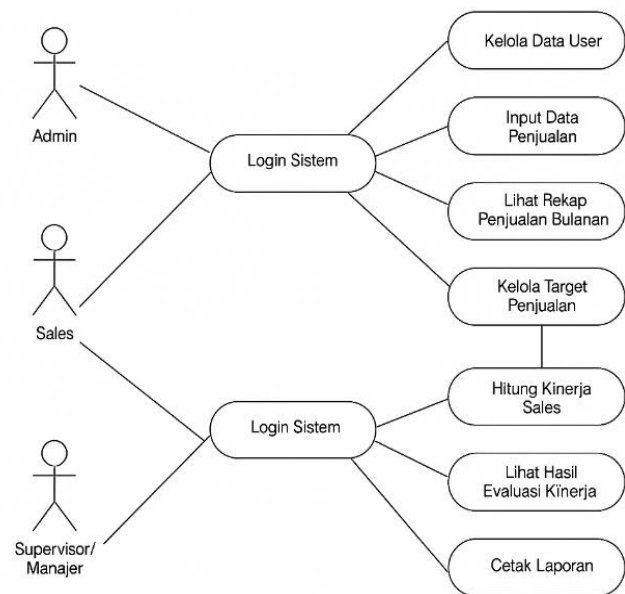 Kelola Data User
Admin
Input Data
Penjualan
Login Sistem
Lihat Rekap
Penjualan Bulanan
Sales
Kelola Target
Penjualan
Hitung Kinerja
Sales
Login Sistem
Lihat Hasil
Evaluasi Kïnerja
Supervisor/
Manajer
Cetak Laporan